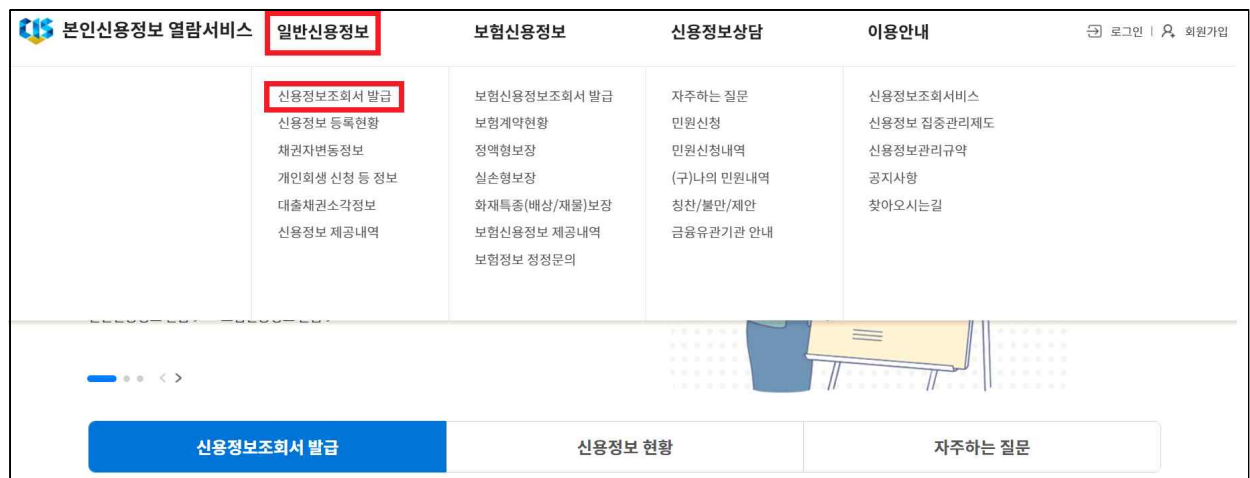 CIS 본인신용정보 열람서비스 일반신용정보 보험신용정보 신용정보상담 이용안내 로그인 | 회원가입
신용정보조회서 발급
신용정보 등록현황
채권자변동정보
개인회생 신청 등 정보
대출채권소각정보
신용정보 제공내역
보험신용정보조회서 발급
보험계약현황
정액형보장
실손형보장
화재특종(배상/재물)보장
보험신용정보 제공내역
보험정보 정정문의
자주하는 질문
민원신청
민원신청내역
(구)나의 민원내역
칭찬/불만/제안
금융유관기관 안내
신용정보조회서비스
신용정보 집중관리제도
신용정보관리규약
공지사항
찾아오시는길
신용정보조회서 발급 신용정보 현황 자주하는 질문